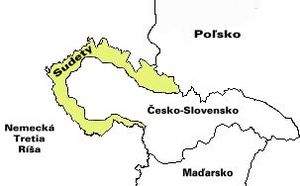 Poľsko
Sudety
Česko-Slovensko
Nemecká
Tretia
Ríša
Maďarsko